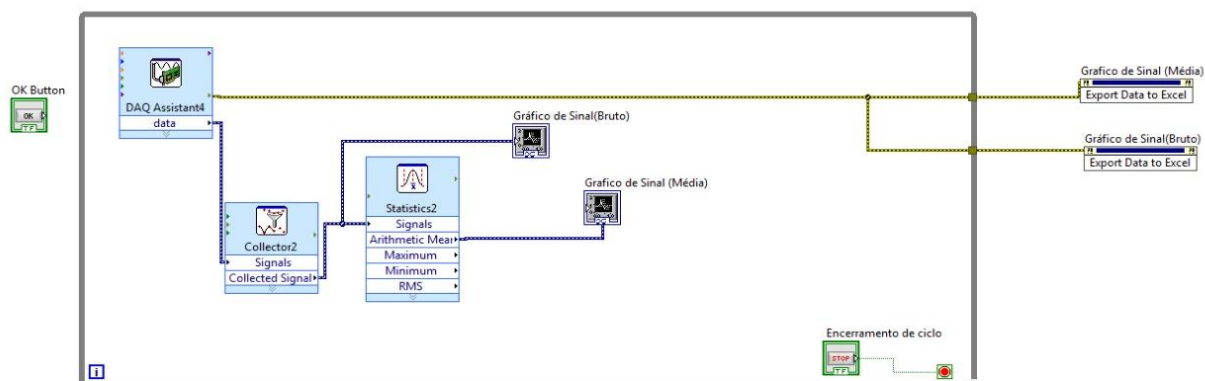 OK Button
OK
TF
DAQ Assistant4
data
Collector2
Signals
Collected Signal
Statistics2
Signals
Arithmetic Mear
Maximum
Minimum
RMS
Gráfico de Sinal(Bruto)
Grafico de Sinal (Média)
Encerramento de ciclo
STOP
TF
i
Grafico de Sinal (Média)
Export Data to Excel
Gráfico de Sinal(Bruto)
Export Data to Excel